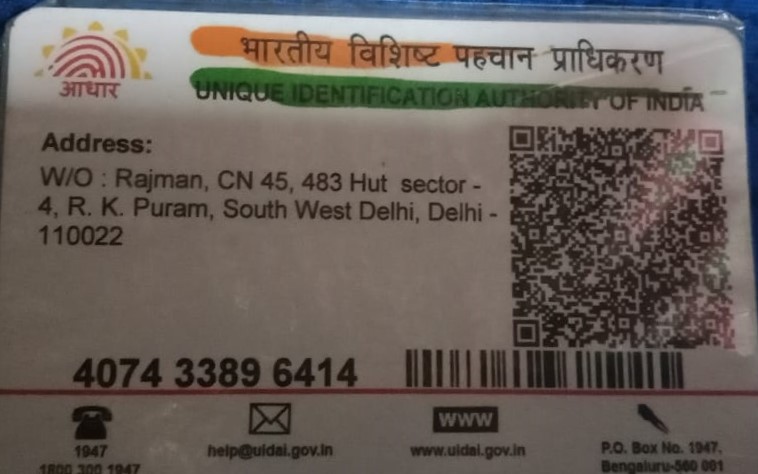 भारतीय विशिष्ट पहचान प्राधिकरण
आधार
UNIQUE IDENTIFICATION AUTHORITY OF INDIA
Address:
W/O : Rajman, CN 45, 483 Hut sector -
4, R. K. Puram, South West Delhi, Delhi -
110022
4074 3389 6414
WWW
1947
1800 300 1947
help@uidai.gov.in
www.uidai.gov.in
P.O. Box No. 1947,
Bengaluru-560 001